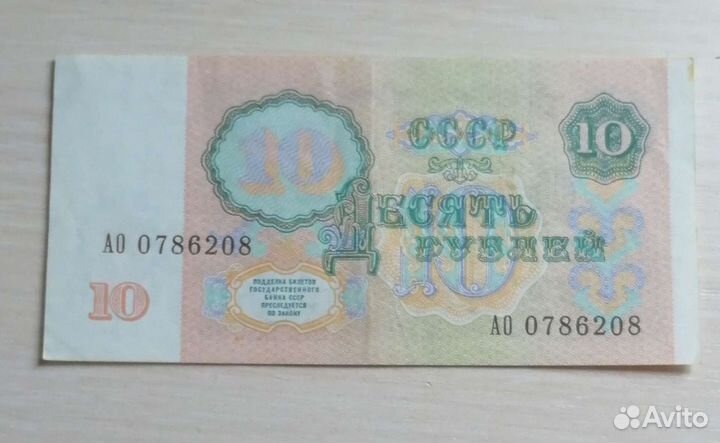 10
СССР
10
Десять
рублей
10
АО 0786208
10
ПОДДЕЛКА БИЛЕТОВ
ГОСУДАРСТВЕННОГО
БАНКА СССР
ПРЕСЛЕДУЕТСЯ
ПО ЗАКОНУ
АО 0786208
Avito